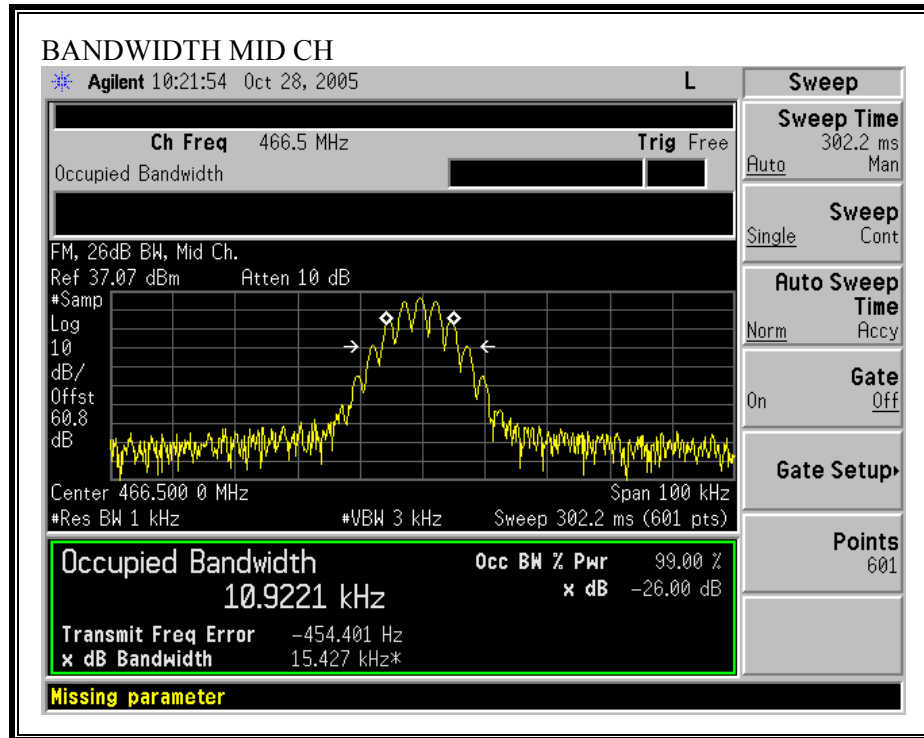 BANDWIDTH MID CH
Agilent 10:21:54 Oct 28, 2005 L
Ch Freq 466.5 MHz Trig Free
Occupied Bandwidth
FM, 26dB BW, Mid Ch.
Ref 37.07 dBm Atten 10 dB
#Samp
Log
10
dB/
Offst
60.8
dB
Center 466.500 0 MHz Span 100 kHz
#Res BW 1 kHz #VBW 3 kHz Sweep 302.2 ms (601 pts)
Occupied Bandwidth
10.9221 kHz
Occ BW % Pwr 99.00 %
x dB -26.00 dB
Transmit Freq Error -454.401 Hz
x dB Bandwidth 15.427 kHz*
Missing parameter
Sweep
Sweep Time
302.2 ms
Auto Man
Sweep
Single Cont
Auto Sweep
Time
Norm Accy
Gate
On Off
Gate Setup
Points
601